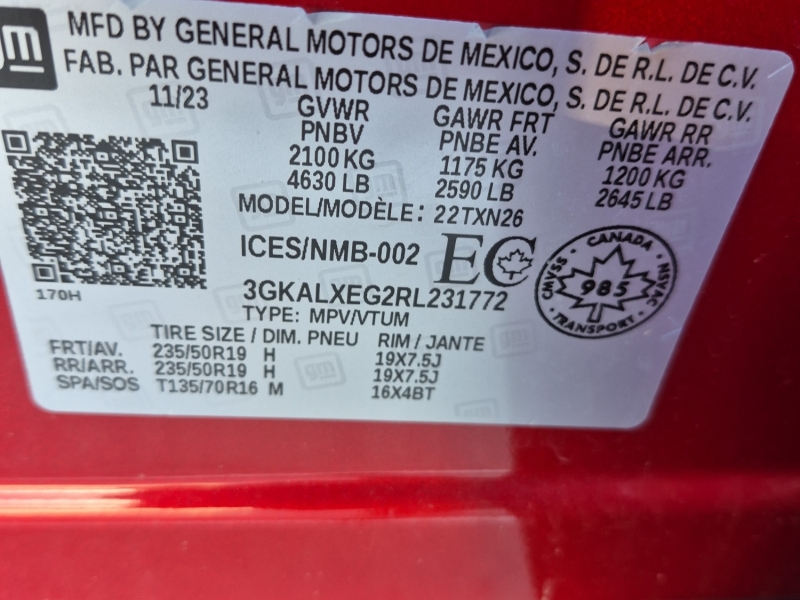 gm
MFD BY GENERAL MOTORS DE MEXICO, S. DE R.L. DE C.V.
FAB. PAR GENERAL MOTORS DE MEXICO, S. DE R.L. DE C.V.
11/23 GVWR GAWR FRT GAWR RR
PNBV PNBE AV. PNBE ARR.
2100 KG 1175 KG 1200 KG
4630 LB 2590 LB 2645 LB
MODEL/MODÈLE: 22TXN26
ICES/NMB-002 EC
CANADA
CMVSS 985 NSVAC
TRANSPORT
170H
3GKALXEG2RL231772
TYPE: MPV/VTUM
TIRE SIZE / DIM. PNEU RIM / JANTE
FRT/AV. 235/50R19 H 19X7.5J
RR/ARR. 235/50R19 H 19X7.5J
SPA/SOS T135/70R16 M 16X4BT